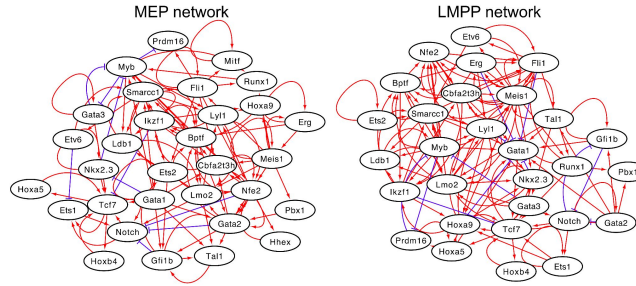 MEP network
LMPP network
Prdm16
Myb
Mitf
Smarcc1
Fli1
Runx1
Gata3
Ikzf1
Lyl1
Hoxa9
Erg
Etv6
Ldb1
Bptf
Nkx2.3
Ets2
Cbfa2t3h
Meis1
Hoxa5
Tcf7
Gata1
Lmo2
Nfe2
Ets1
Pbx1
Notch
Gata2
Hhex
Hoxb4
Gfi1b
Tal1
Etv6
Nfe2
Erg
Fli1
Bptf
Cbfa2t3h
Meis1
Ets2
Smarcc1
Lyl1
Tal1
Gfi1b
Ldb1
Myb
Gata1
Runx1
Pbx1
Ikzf1
Lmo2
Nkx2.3
Gata3
Prdm16
Hoxa9
Tcf7
Notch
Gata2
Hoxa5
Hoxb4
Ets1